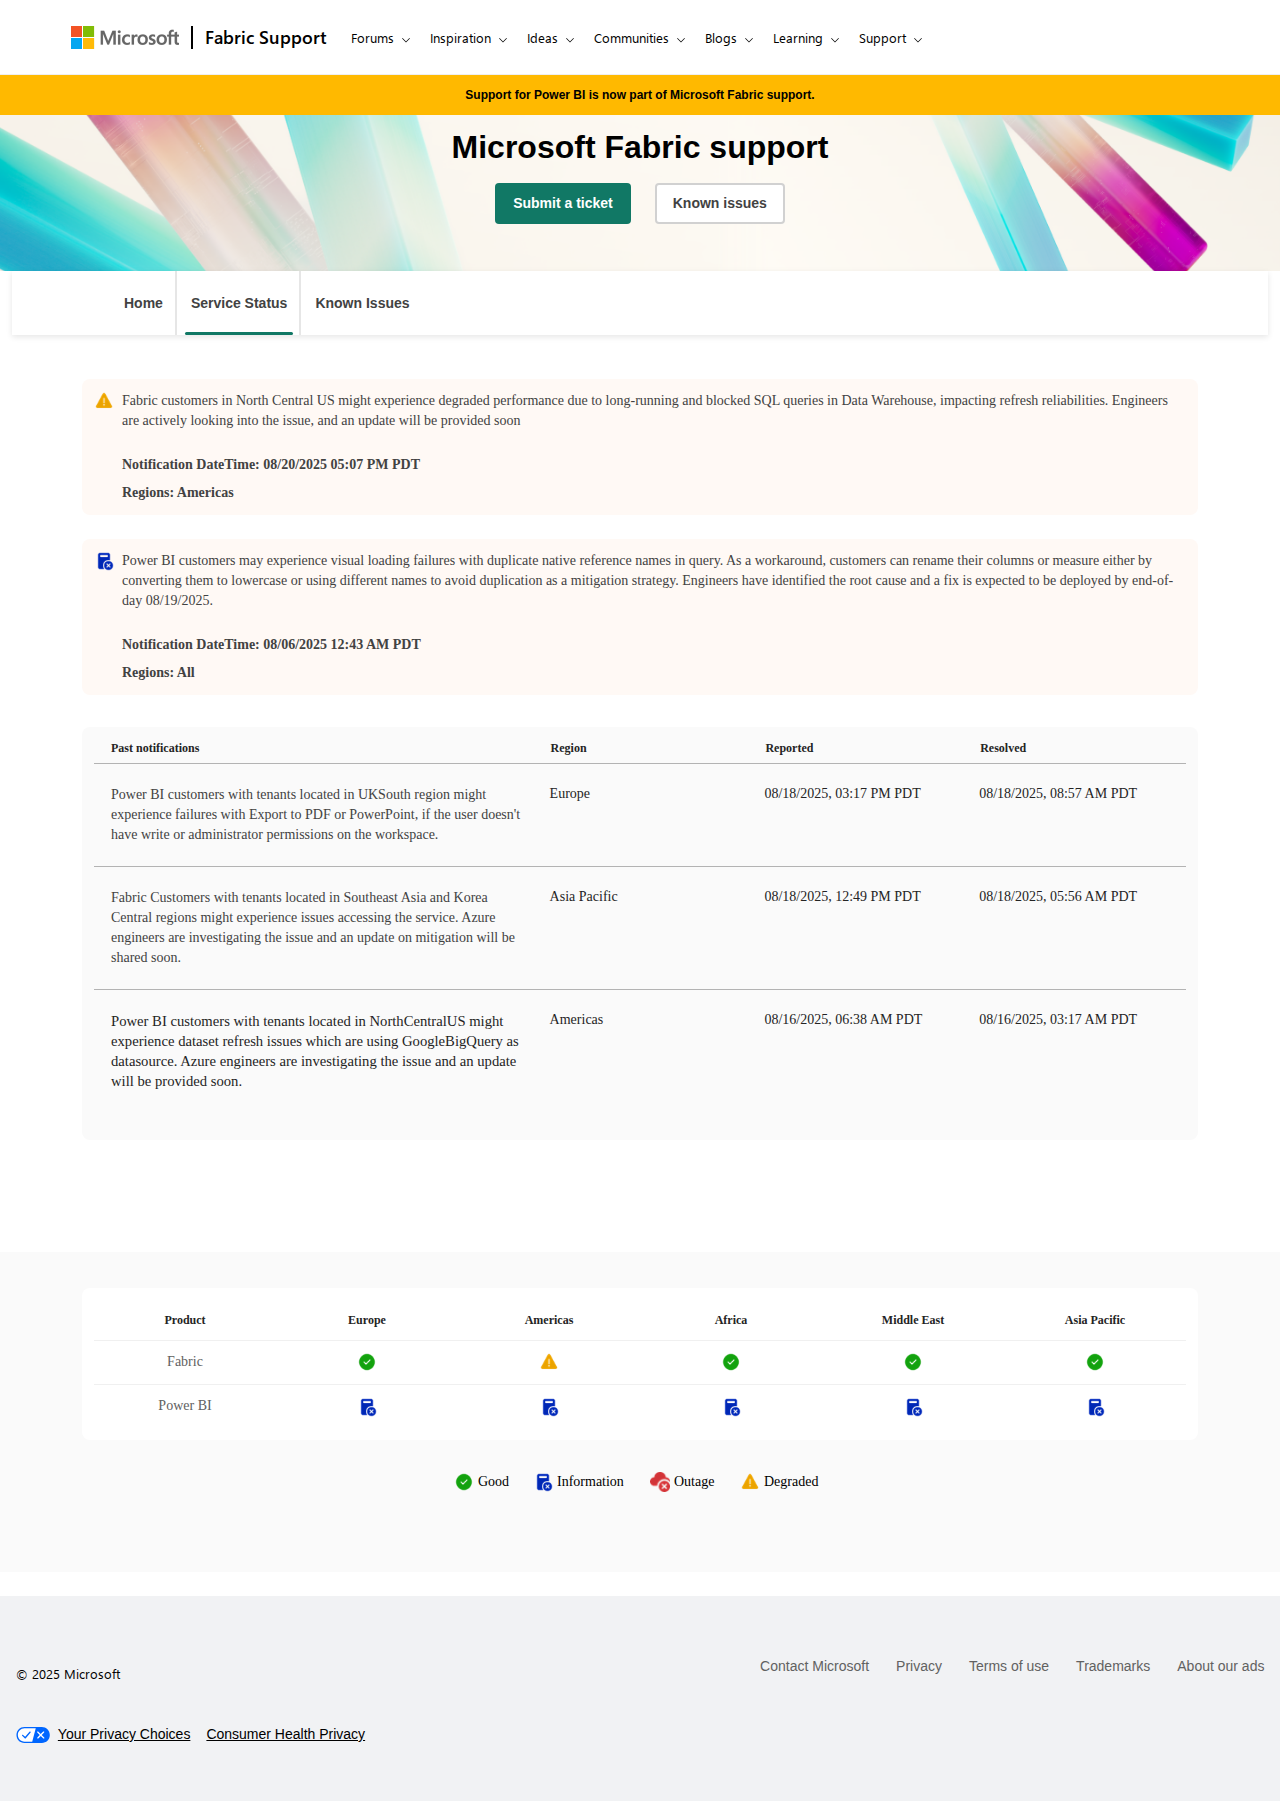 Microsoft | Fabric Support Forums Inspiration Ideas Communities Blogs Learning Support
Support for Power BI is now part of Microsoft Fabric support.
Microsoft Fabric support
Submit a ticket Known issues
Home Service Status Known Issues
Fabric customers in North Central US might experience degraded performance due to long-running and blocked SQL queries in Data Warehouse, impacting refresh reliabilities. Engineers
are actively looking into the issue, and an update will be provided soon
Notification DateTime: 08/20/2025 05:07 PM PDT
Regions: Americas
Power BI customers may experience visual loading failures with duplicate native reference names in query. As a workaround, customers can rename their columns or measure either by
converting them to lowercase or using different names to avoid duplication as a mitigation strategy. Engineers have identified the root cause and a fix is expected to be deployed by end-of-
day 08/19/2025.
Notification DateTime: 08/06/2025 12:43 AM PDT
Regions: All
Past notifications Region Reported Resolved
Power BI customers with tenants located in UKSouth region might Europe 08/18/2025, 03:17 PM PDT 08/18/2025, 08:57 AM PDT
experience failures with Export to PDF or PowerPoint, if the user doesn't
have write or administrator permissions on the workspace.
Fabric Customers with tenants located in Southeast Asia and Korea Asia Pacific 08/18/2025, 12:49 PM PDT 08/18/2025, 05:56 AM PDT
Central regions might experience issues accessing the service. Azure
engineers are investigating the issue and an update on mitigation will be
shared soon.
Power BI customers with tenants located in NorthCentralUS might Americas 08/16/2025, 06:38 AM PDT 08/16/2025, 03:17 AM PDT
experience dataset refresh issues which are using GoogleBigQuery as
datasource. Azure engineers are investigating the issue and an update
will be provided soon.
Product Europe Americas Africa Middle East Asia Pacific
Fabric
Power BI
Good Information Outage Degraded
© 2025 Microsoft Contact Microsoft Privacy Terms of use Trademarks About our ads
Your Privacy Choices Consumer Health Privacy